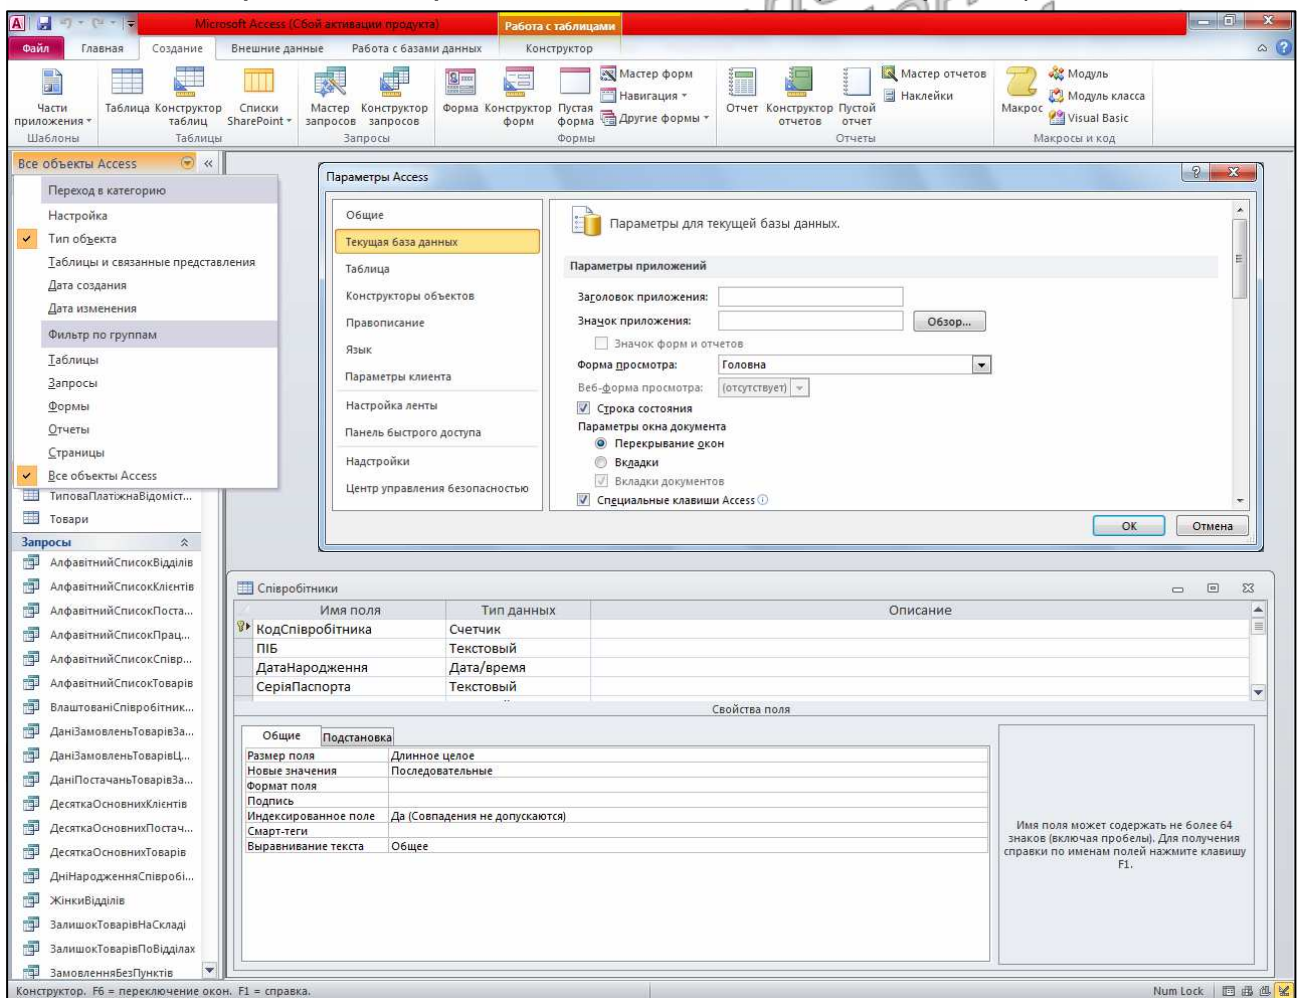 Microsoft Access (Сбой активации продукта)
Работа с таблицами
Файл Главная Создание Внешние данные Работа с базами данных Конструктор
Части приложения
Таблица
Конструктор таблиц
Списки SharePoint
Мастер запросов
Конструктор запросов
Форма
Конструктор форм
Пустая форма
Мастер форм
Навигация
Другие формы
Отчет
Конструктор отчетов
Пустой отчет
Мастер отчетов
Наклейки
Макрос
Модуль
Модуль класса
Visual Basic
Шаблоны Таблицы Запросы Формы Отчеты Макросы и код
Все объекты Access
Переход в категорию
Настройка
Тип объекта
Таблицы и связанные представления
Дата создания
Дата изменения
Фильтр по группам
Таблицы
Запросы
Формы
Отчеты
Страницы
Все объекты Access
ТиповаПлатіжнаВідоміст...
Товари
Запросы
АлфавітнийСписокВідділів
АлфавітнийСписокКлієнтів
АлфавітнийСписокПоста...
АлфавітнийСписокПрац...
АлфавітнийСписокСпівр...
АлфавітнийСписокТоварів
ВлаштованіСпівробітник...
ДаніЗамовленьТоварівЗа...
ДаніЗамовленьТоварівЦ...
ДаніПостачаньТоварівЗа...
ДесяткаОсновнихКлієнтів
ДесяткаОсновнихПостач...
ДесяткаОсновнихТоварів
ДніНародженняСпівробі...
ЖінкиВідділів
ЗалишокТоварівНаСкладі
ЗалишокТоварівПоВідділах
ЗамовленняБезПунктів
Параметры Access
Общие
Текущая база данных
Таблица
Конструкторы объектов
Правописание
Язык
Параметры клиента
Настройка ленты
Панель быстрого доступа
Надстройки
Центр управления безопасностью
Параметры для текущей базы данных.
Параметры приложений
Заголовок приложения:
Значок приложения: Обзор...
Значок форм и отчетов
Форма просмотра: Головна
Веб-форма просмотра: (отсутствует)
Строка состояния
Параметры окна документа
Перекрывание окон
Вкладки
Вкладки документов
Специальные клавиши Access
ОК Отмена
Співробітники
Имя поля Тип данных Описание
КодСпівробітника Счетчик
ПІБ Текстовый
ДатаНародження Дата/время
СеріяПаспорта Текстовый
Свойства поля
Общие Подстановка
Размер поля Длинное целое
Новые значения Последовательные
Формат поля
Подпись
Индексированное поле Да (Совпадения не допускаются)
Смарт-теги
Выравнивание текста Общее
Имя поля может содержать не более 64
знаков (включая пробелы). Для получения
справки по именам полей нажмите клавишу
F1.
Конструктор. F6 = переключение окон. F1 = справка. Num Lock